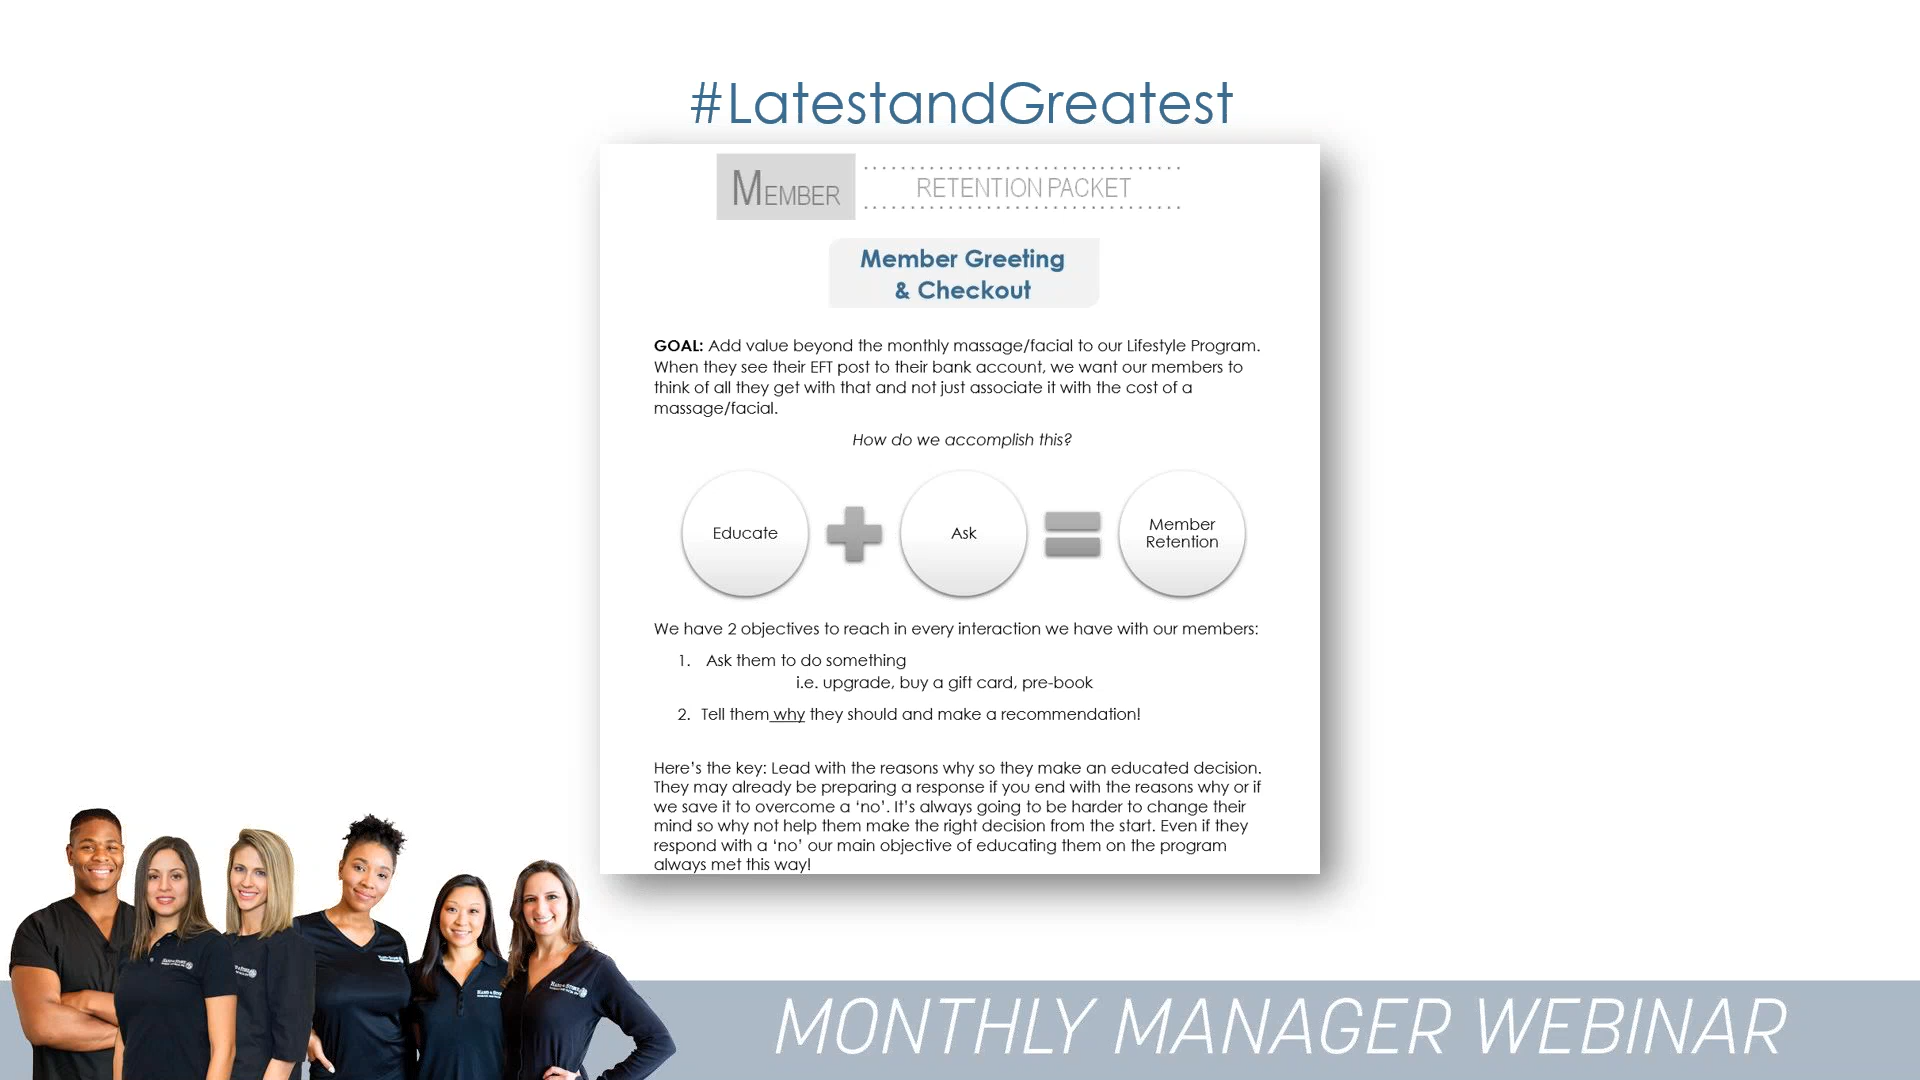 #LatestandGreatest
MEMBER
RETENTION PACKET
Member Greeting
& Checkout
GOAL: Add value beyond the monthly massage/facial to our Lifestyle Program.
When they see their EFT post to their bank account, we want our members to
think of all they get with that and not just associate it with the cost of a
massage/facial.
How do we accomplish this?
Educate
Ask
Member
Retention
We have 2 objectives to reach in every interaction we have with our members:
1. Ask them to do something
i.e. upgrade, buy a gift card, pre-book
2. Tell them why they should and make a recommendation!
Here’s the key: Lead with the reasons why so they make an educated decision.
They may already be preparing a response if you end with the reasons why or if
we save it to overcome a ‘no’. It’s always going to be harder to change their
mind so why not help them make the right decision from the start. Even if they
respond with a ‘no’ our main objective of educating them on the program
always met this way!
HAND & STONE
HAND & STONE
HAND & STONE
MONTHLY MANAGER WEBINAR